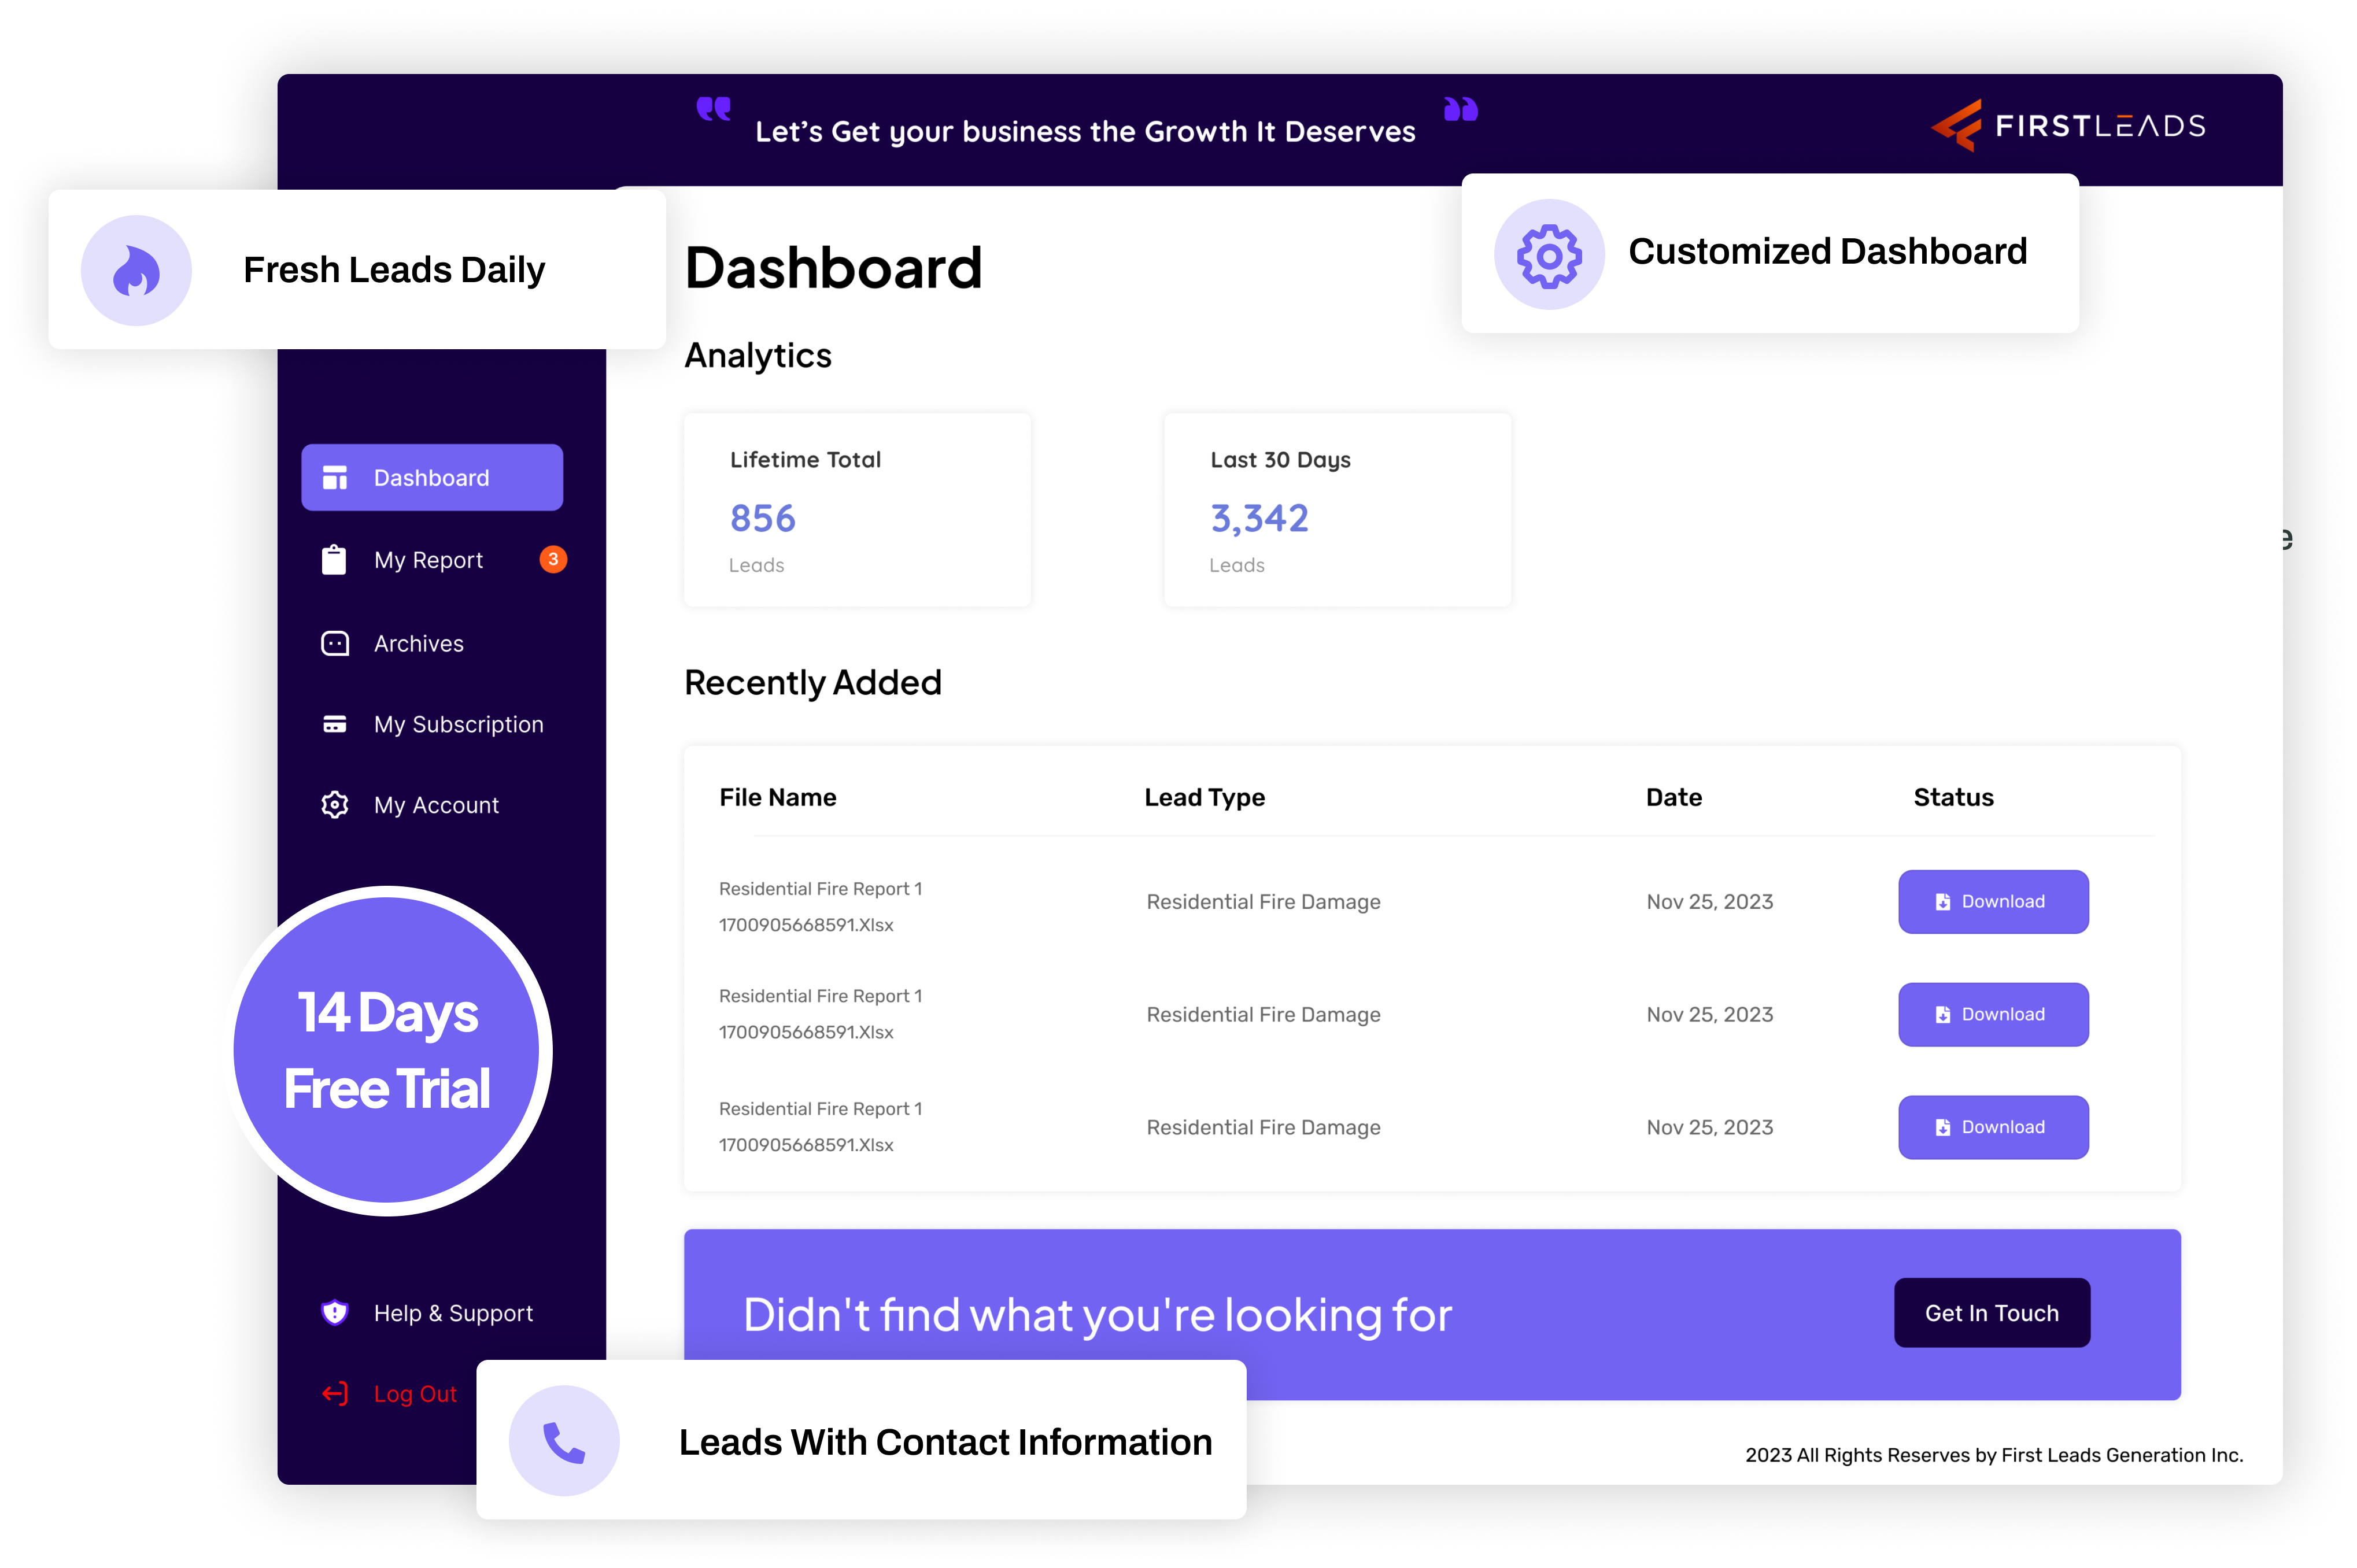 Let's Get your business the Growth It Deserves
FIRSTLEADS
Fresh Leads Daily
Customized Dashboard
Dashboard
Analytics
Lifetime Total
856
Leads
Last 30 Days
3,342
Leads
Dashboard
My Report
3
Archives
My Subscription
My Account
Recently Added
File Name Lead Type Date Status
Residential Fire Report 1
1700905668591.Xlsx
Residential Fire Damage Nov 25, 2023 Download
Residential Fire Report 1
1700905668591.Xlsx
Residential Fire Damage Nov 25, 2023 Download
Residential Fire Report 1
1700905668591.Xlsx
Residential Fire Damage Nov 25, 2023 Download
14 Days
Free Trial
Help & Support
Log Out
Didn't find what you're looking for
Get In Touch
Leads With Contact Information
2023 All Rights Reserves by First Leads Generation Inc.